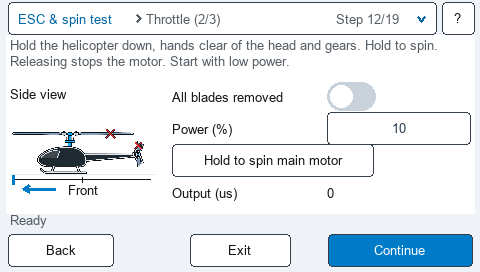 ESC & spin test > Throttle (2/3) Step 12/19 ?
Hold the helicopter down, hands clear of the head and gears. Hold to spin.
Releasing stops the motor. Start with low power.
Side view
All blades removed
Power (%) 10
Hold to spin main motor
Front
Output (us) 0
Ready
Back Exit Continue